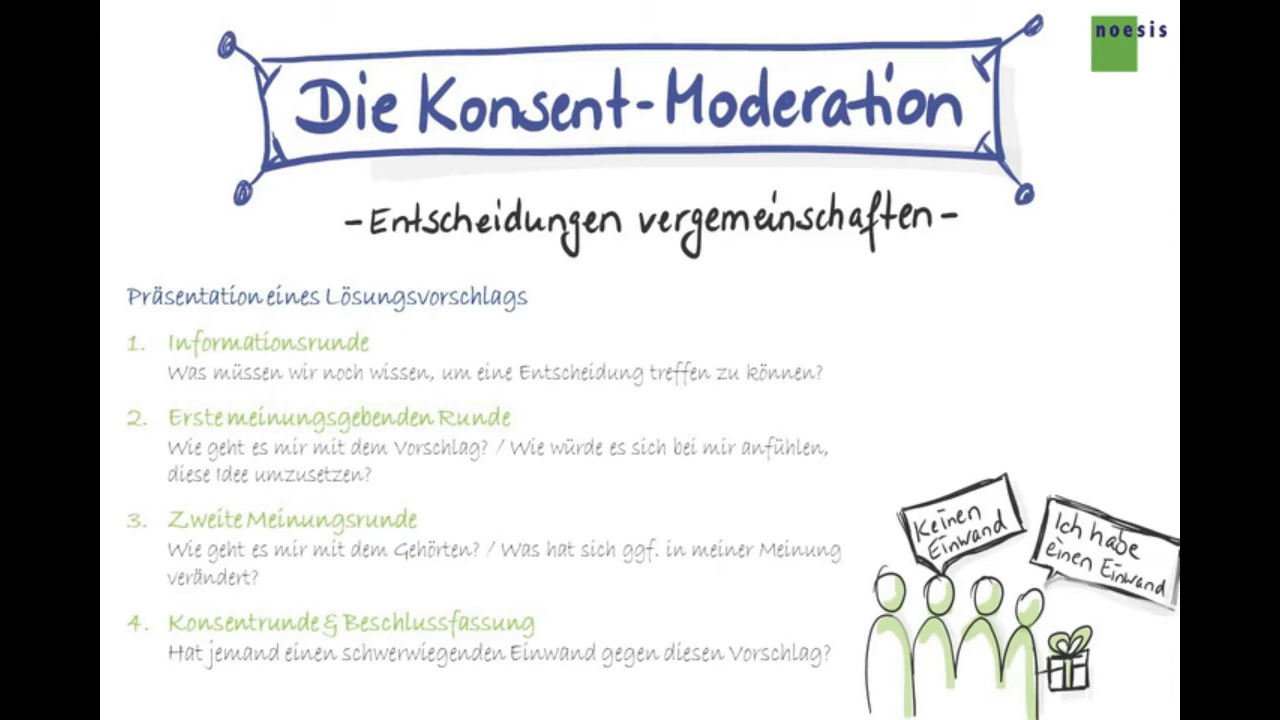 noesis
Die Konsent-Moderation
-Entscheidungen vergemeinschaften-
Präsentation eines Lösungsvorschlags
1. Informationsrunde
Was müssen wir noch wissen, um eine Entscheidung treffen zu können?
2. Erste meinungsgebenden Runde
Wie geht es mir mit dem Vorschlag? / Wie würde es sich bei mir anfühlen,
diese Idee umzusetzen?
3. Zweite Meinungsrunde
Wie geht es mir mit dem Gehörten? / Was hat sich ggf. in meiner Meinung
verändert?
4. Konsentrunde & Beschlussfassung
Hat jemand einen schwerwiegenden Einwand gegen diesen Vorschlag?
Keinen
Einwand
Ich habe
einen Einwand